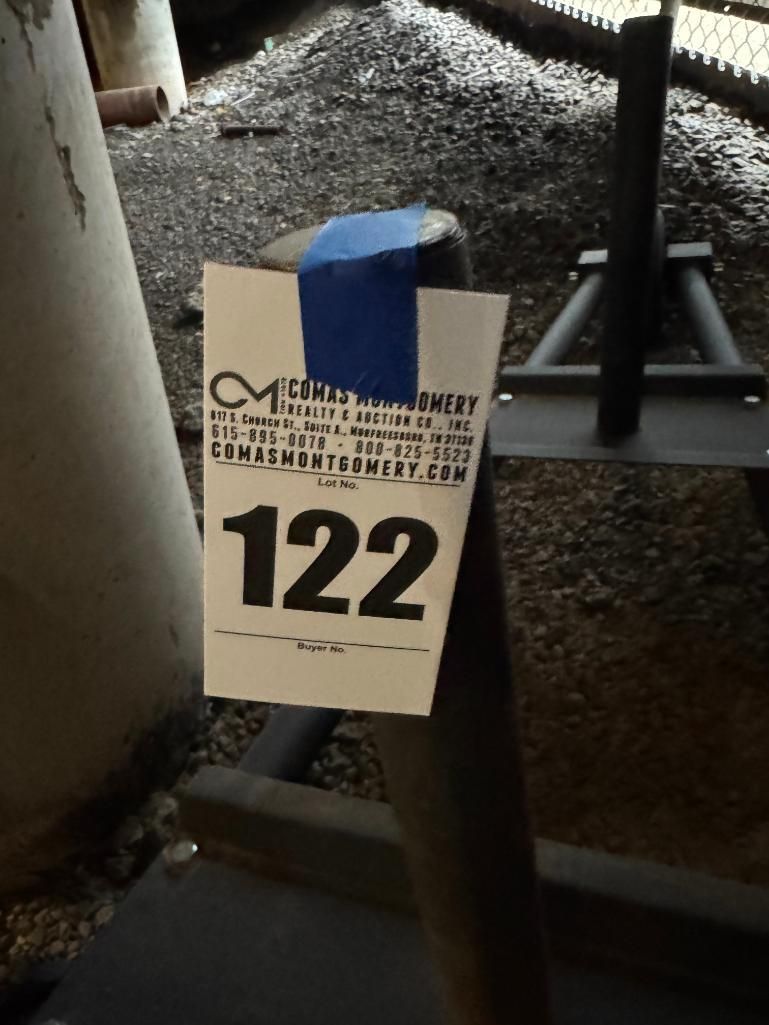 CM COMAS MONTGOMERY
REALTY & AUCTION CO., INC.
617 S. CHURCH ST., SUITE A., MURFREESBORO, TN 37130
615-895-0078 - 800-825-5523
COMASMONTGOMERY.COM
Lot No.
122
Buyer No.